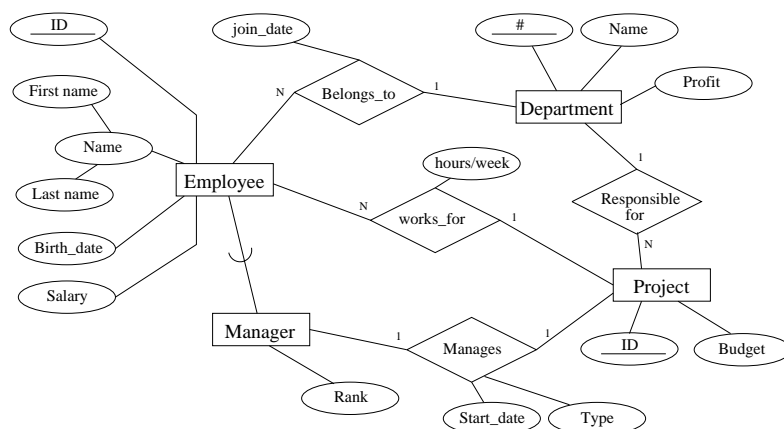 ID
join_date
#
Name
First name
N
Belongs_to
1
Profit
Department
Name
Employee
hours/week
1
Last name
N
works_for
1
Responsible
for
Birth_date
N
Salary
Project
Manager
1
Manages
1
ID
Budget
Rank
Start_date
Type